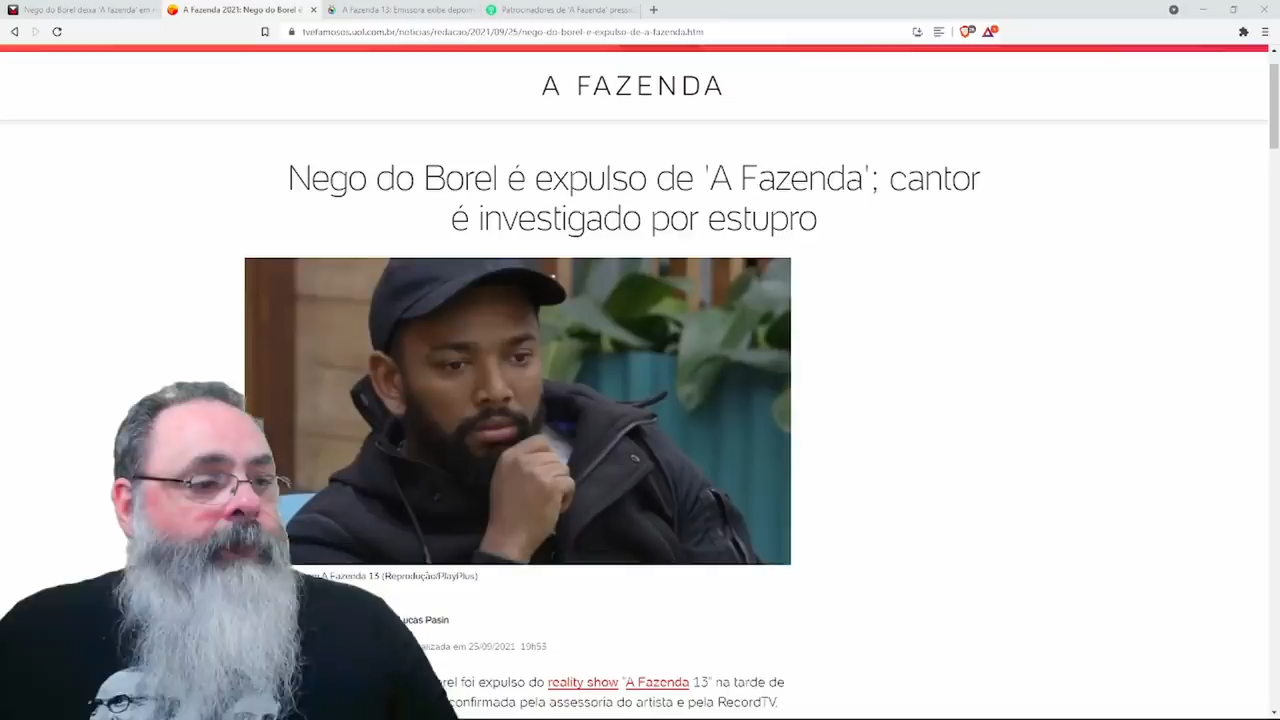 Nego do Borel deixa 'A fazenda' em
A Fazenda 2021: Nego do Borel é
A Fazenda 13: Emissora exibe depoim
Patrocinadores de 'A Fazenda' press
tvefamosos.uol.com.br/noticias/redacao/2021/09/25/nego-do-borel-e-expulso-de-a-fazenda.htm
A FAZENDA
Nego do Borel é expulso de 'A Fazenda'; cantor
é investigado por estupro
A Fazenda 13 (Reprodução/PlayPlus)
Lucas Pasin
alizada em 25/09/2021 19h53
rel foi expulso do reality show "A Fazenda 13" na tarde de
confirmada pela assessoria do artista e pela RecordTV.